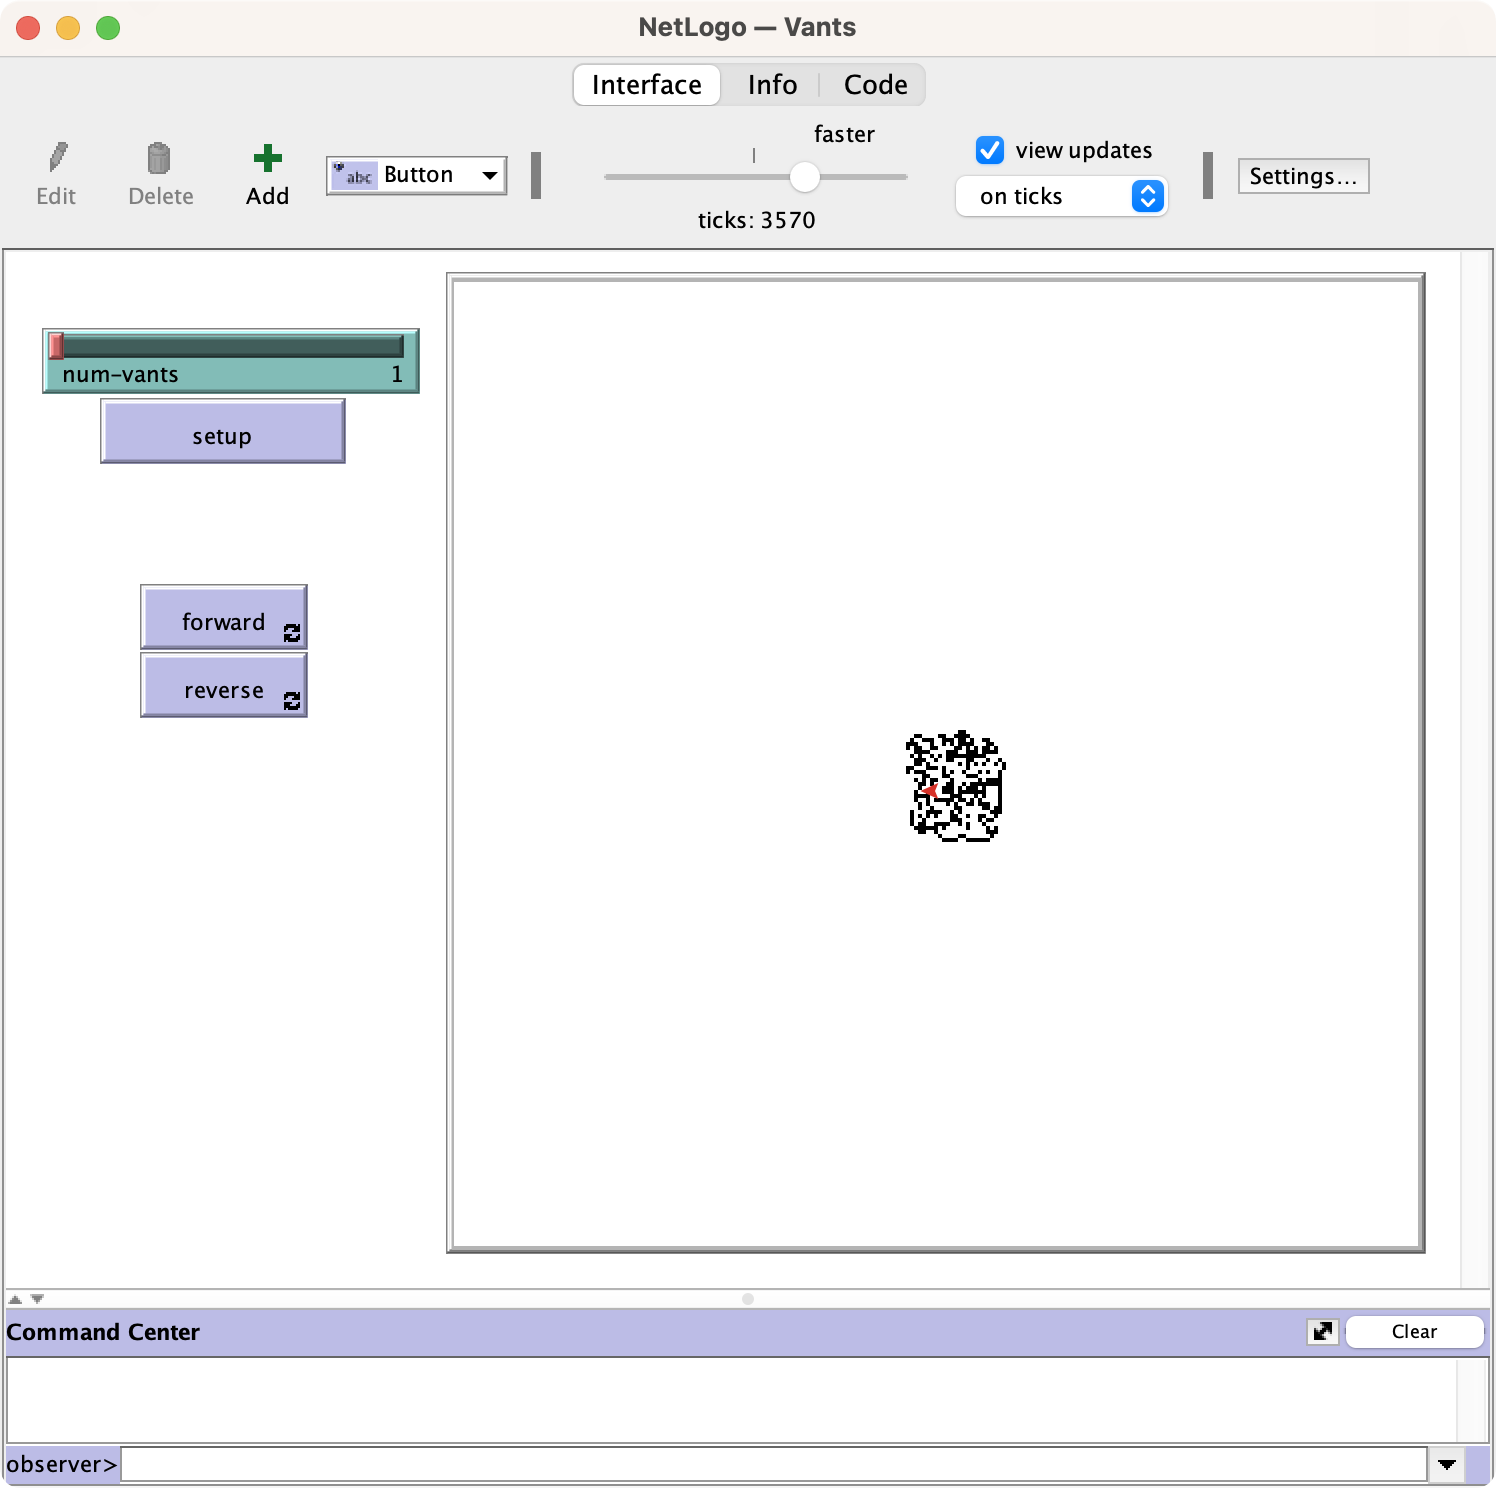 NetLogo — Vants
Interface Info Code
Edit Delete Add abc Button faster view updates Settings...
on ticks
ticks: 3570
num-vants 1
setup
forward
reverse
Command Center Clear
observer>